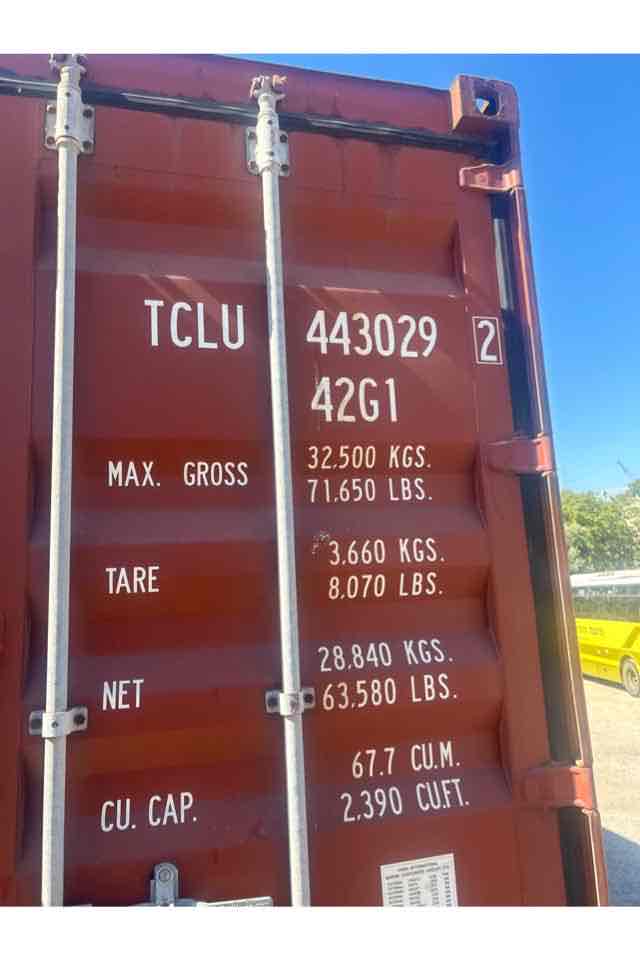 TCLU 443029 2
42G1
MAX. GROSS 32,500 KGS.
71,650 LBS.
TARE 3,660 KGS.
8,070 LBS.
NET 28,840 KGS.
63,580 LBS.
CU. CAP. 67.7 CU.M.
2,390 CU.FT.